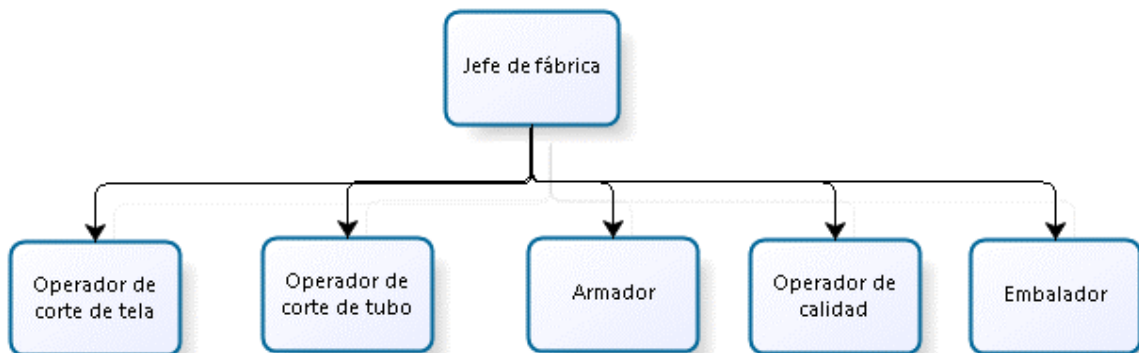 Jefe de fábrica
Operador de
corte de tela
Operador de
corte de tubo
Armador
Operador de
calidad
Embalador